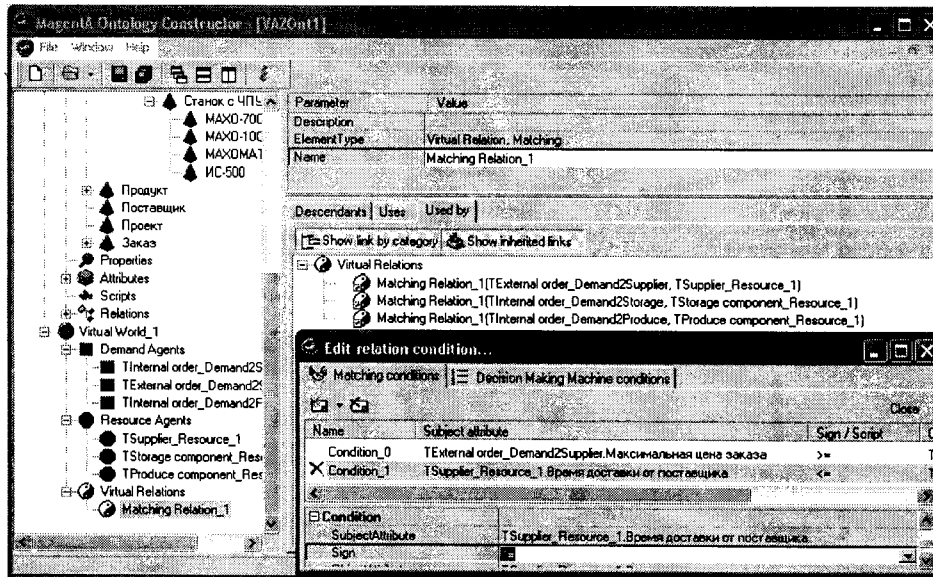 MagentA Ontology Constructor - [VAZOnt1]
File Window Help
Станок с ЧПУ
MAXO-700
MAXO-100
MAXOMAT
ИС-500
Продукт
Поставщик
Проект
Заказ
Properties
Attributes
Scripts
Relations
Virtual World_1
Demand Agents
TInternal order_Demand2S
TExternal order_Demand2S
TInternal order_Demand2P
Resource Agents
TSupplier_Resource_1
TStorage component_Res
TProduce component_Res
Virtual Relations
Matching Relation_1
Parameter Value
Description
ElementType Virtual Relation, Matching
Name Matching Relation_1
Descendants Uses Used by
Show link by category Show inherited links
Virtual Relations
Matching Relation_1(TExternal order_Demand2Supplier, TSupplier_Resource_1)
Matching Relation_1(TInternal order_Demand2Storage, TStorage component_Resource_1)
Matching Relation_1(TInternal order_Demand2Produce, TProduce component_Resource_1)
Edit relation condition...
Matching conditions Decision Making Machine conditions
Close
Name Subject attribute Sign / Script
Condition_0 TExternal order_Demand2Supplier.Максимальная цена заказа >= T
Condition_1 TSupplier_Resource_1.Время доставки от поставщика <= T
Condition
SubjectAttribute TSupplier_Resource_1.Время доставки от поставщика
Sign <=